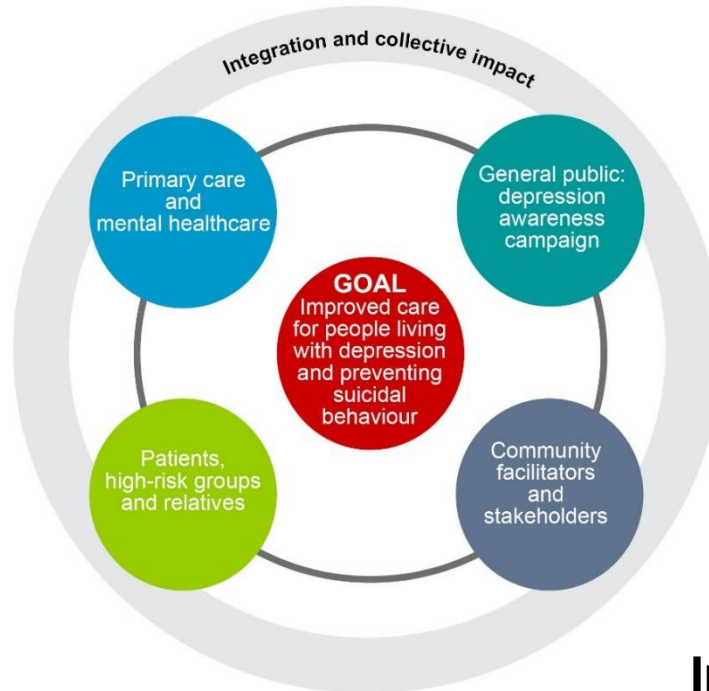 Integration and collective impact
Primary care
and
mental healthcare
General public:
depression
awareness
campaign
GOAL
Improved care
for people living
with depression
and preventing
suicidal
behaviour
Patients,
high-risk groups
and relatives
Community
facilitators
and
stakeholders